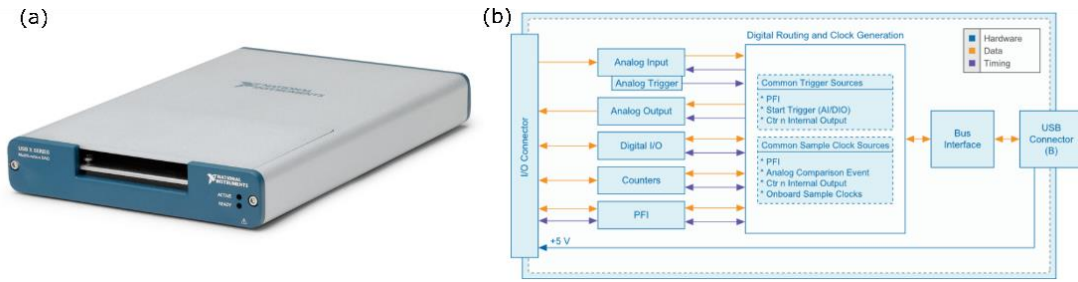 (a)
NATIONAL
INSTRUMENTS
USB X SERIES
NATIONAL
INSTRUMENTS
ACTIVE
READY
(b)
Digital Routing and Clock Generation
Hardware
Data
Timing
I/O Connector
Analog Input
Analog Trigger
Analog Output
Digital I/O
Counters
PFI
Common Trigger Sources
* PFI
* Start Trigger (AI/DIO)
* Ctr n Internal Output
Common Sample Clock Sources
* PFI
* Analog Comparison Event
* Ctr n Internal Output
* Onboard Sample Clocks
Bus
Interface
USB
Connector
(B)
+5 V